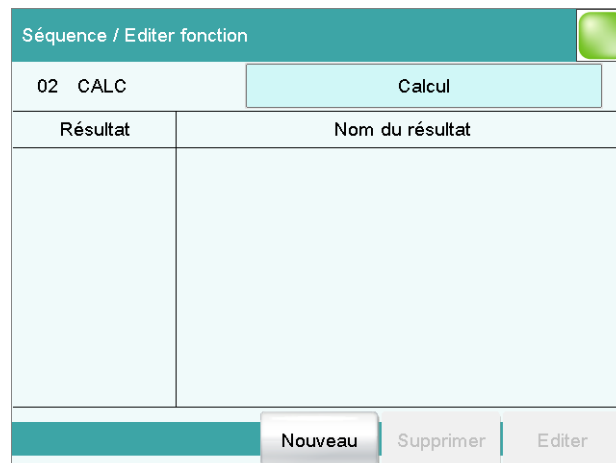 Séquence / Editer fonction
02 CALC Calcul
Résultat Nom du résultat
Nouveau Supprimer Editer